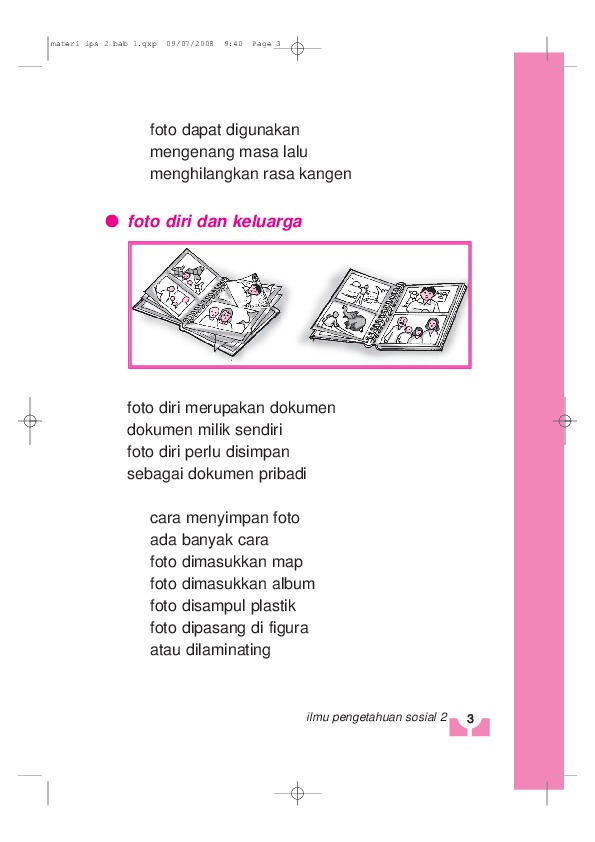 materi ips 2 bab 1.qxp 09/07/2008 9:40 Page 3
foto dapat digunakan
mengenang masa lalu
menghilangkan rasa kangen
foto diri dan keluarga
foto diri merupakan dokumen
dokumen milik sendiri
foto diri perlu disimpan
sebagai dokumen pribadi
cara menyimpan foto
ada banyak cara
foto dimasukkan map
foto dimasukkan album
foto disampul plastik
foto dipasang di figura
atau dilaminating
ilmu pengetahuan sosial 2 3